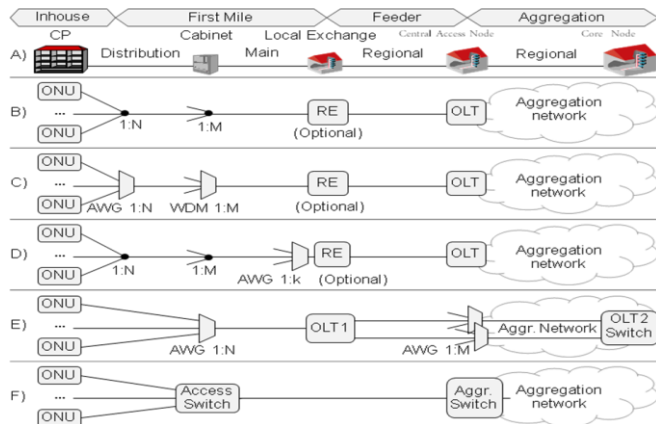 Inhouse First Mile Feeder Aggregation
CP Cabinet Local Exchange Central Access Node Core Node
A) Distribution Main Regional Regional
ONU
B) ... RE OLT Aggregation network
1:N 1:M (Optional)
ONU
ONU
C) ... RE OLT Aggregation network
AWG 1:N WDM 1:M (Optional)
ONU
ONU
D) ... RE OLT Aggregation network
1:N 1:M AWG 1:k (Optional)
ONU
ONU
E) ... OLT1 Aggr. Network OLT2 Switch
AWG 1:N AWG 1:M
ONU
ONU
F) ... Access Switch Aggr. Switch Aggregation network
ONU